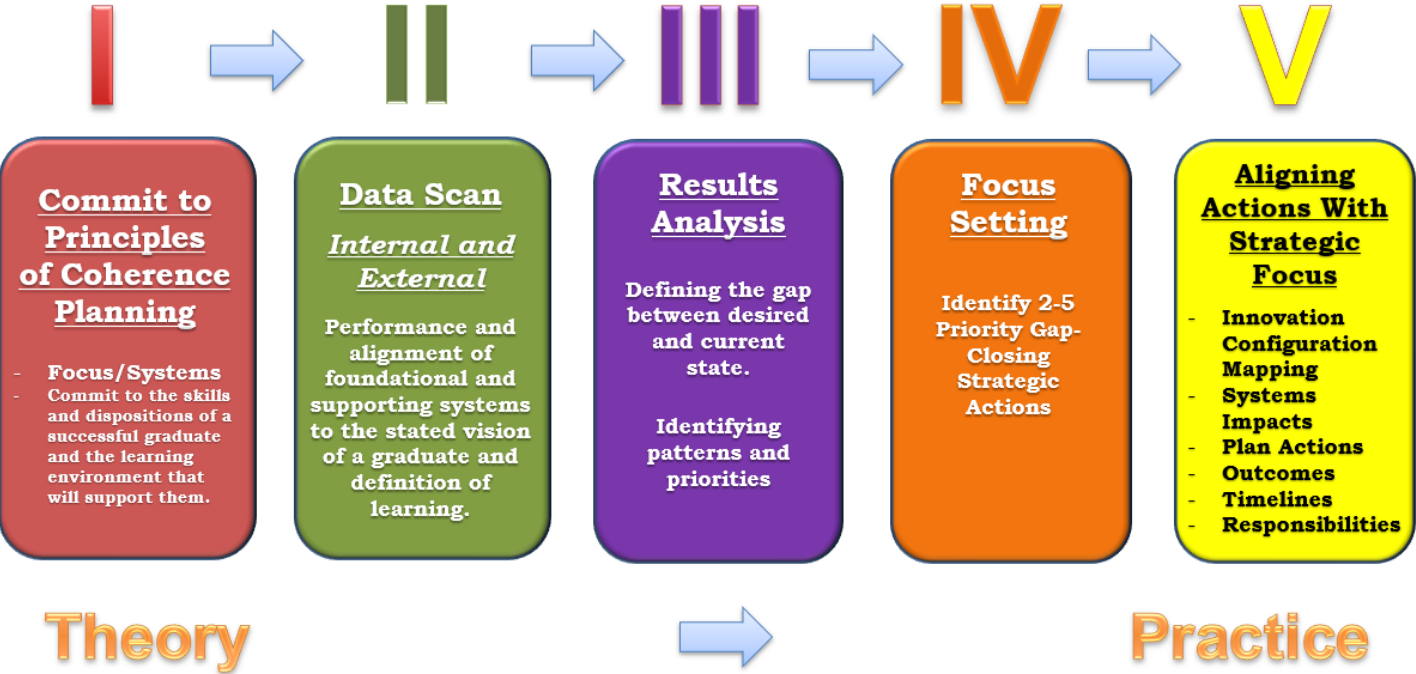 I
II
III
IV
V
Commit to
Principles
of Coherence
Planning
- Focus/Systems
- Commit to the skills
and dispositions of a
successful graduate
and the learning
environment that
will support them.
Data Scan
Internal and
External
Performance and
alignment of
foundational and
supporting systems
to the stated vision
of a graduate and
definition of
learning.
Results
Analysis
Defining the gap
between desired
and current
state.
Identifying
patterns and
priorities
Focus
Setting
Identify 2-5
Priority Gap-
Closing
Strategic
Actions
Aligning
Actions With
Strategic
Focus
- Innovation
Configuration
Mapping
- Systems
Impacts
- Plan Actions
- Outcomes
- Timelines
- Responsibilities
Theory
Practice